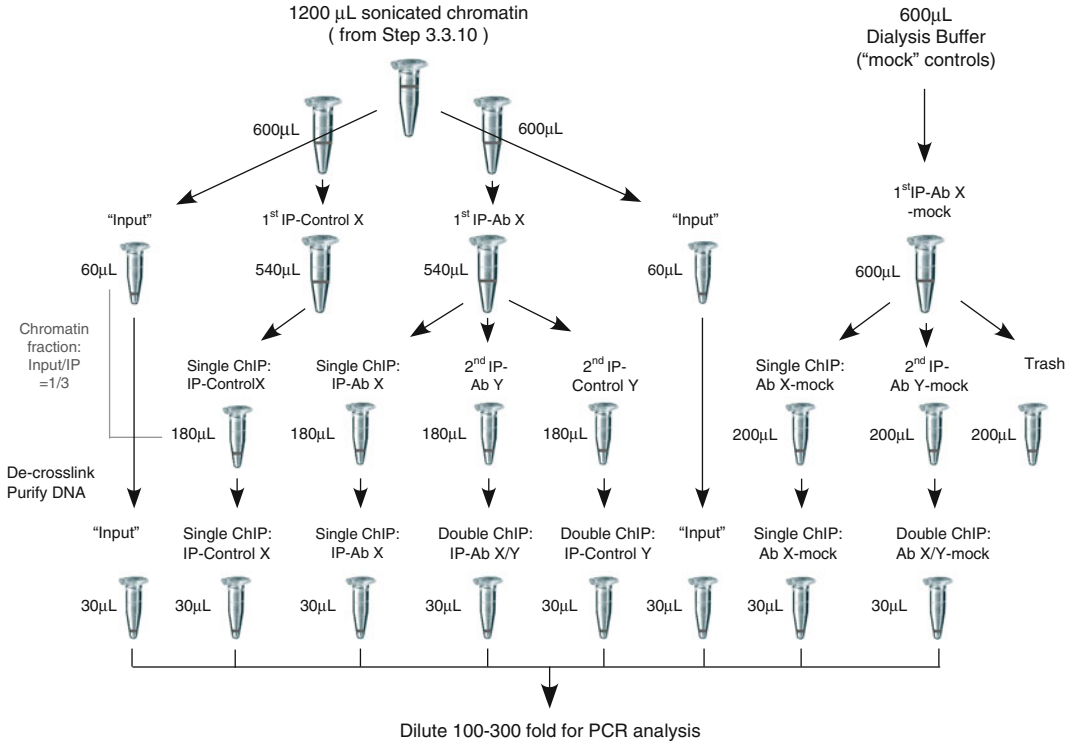 1200 μL sonicated chromatin
( from Step 3.3.10 )
600μL
Dialysis Buffer
(“mock” controls)
600μL
600μL
“Input”
1st IP-Control X
1st IP-Ab X
“Input”
1st IP-Ab X
-mock
60μL
540μL
540μL
60μL
600μL
Chromatin
fraction:
Input/IP
=1/3
Single ChIP:
IP-ControlX
Single ChIP:
IP-Ab X
2nd IP-
Ab Y
2nd IP-
Control Y
Single ChIP:
Ab X-mock
2nd IP-
Ab Y-mock
Trash
180μL
180μL
180μL
180μL
200μL
200μL
200μL
De-crosslink
Purify DNA
“Input”
Single ChIP:
IP-Control X
Single ChIP:
IP-Ab X
Double ChIP:
IP-Ab X/Y
Double ChIP:
IP-Control Y
“Input”
Single ChIP:
Ab X-mock
Double ChIP:
Ab X/Y-mock
30μL
30μL
30μL
30μL
30μL
30μL
30μL
30μL
Dilute 100-300 fold for PCR analysis